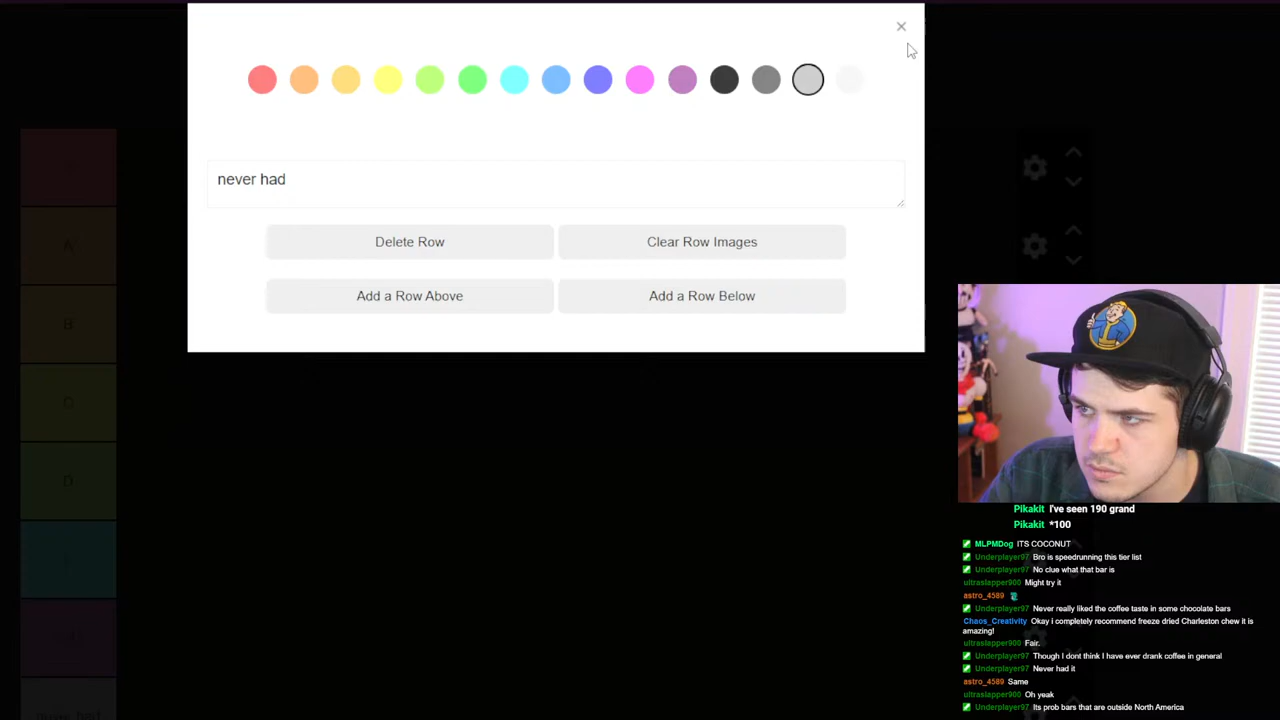 ×
never had
Delete Row
Clear Row Images
Add a Row Above
Add a Row Below
A
B
D
Pikakit I've seen 190 grand
Pikakit *100
MLPMDog ITS COCONUT
Underplayer97 Bro is speedrunning this tier list
Underplayer97 No clue what that bar is
ultraslapper900 Might try it
astro_4589
Underplayer97 Never really liked the coffee taste in some chocolate bars
Chaos_Creativity Okay i completely recommend freeze dried Charleston chew it is
amazing!
ultraslapper900 Fair.
Underplayer97 Though I dont think I have ever drank coffee in general
Underplayer97 Never had it
astro_4589 Same
ultraslapper900 Oh yeak
Underplayer97 Its prob bars that are outside North America